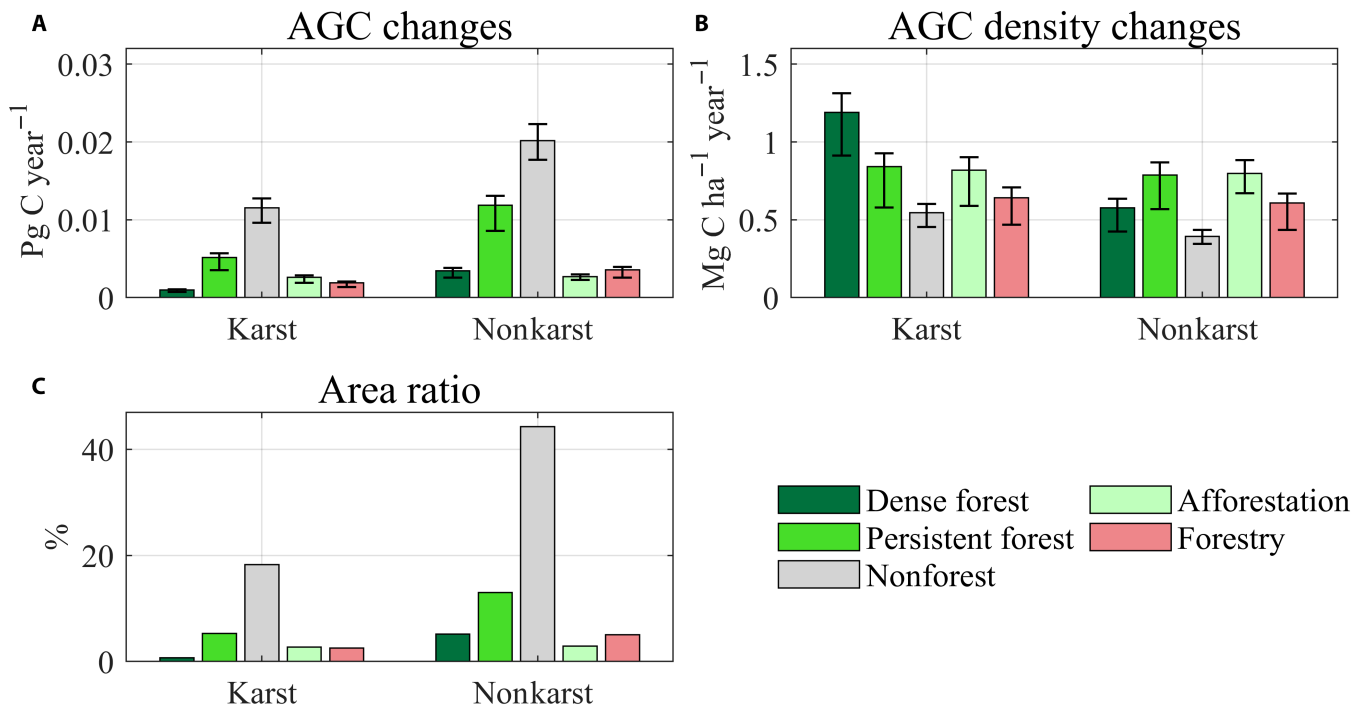 A
AGC changes
Pg C year⁻¹
0.03
0.02
0.01
0
Karst Nonkarst
B
AGC density changes
Mg C ha⁻¹ year⁻¹
1.5
1
0.5
0
Karst Nonkarst
C
Area ratio
%
40
20
0
Karst Nonkarst
Dense forest
Persistent forest
Nonforest
Afforestation
Forestry